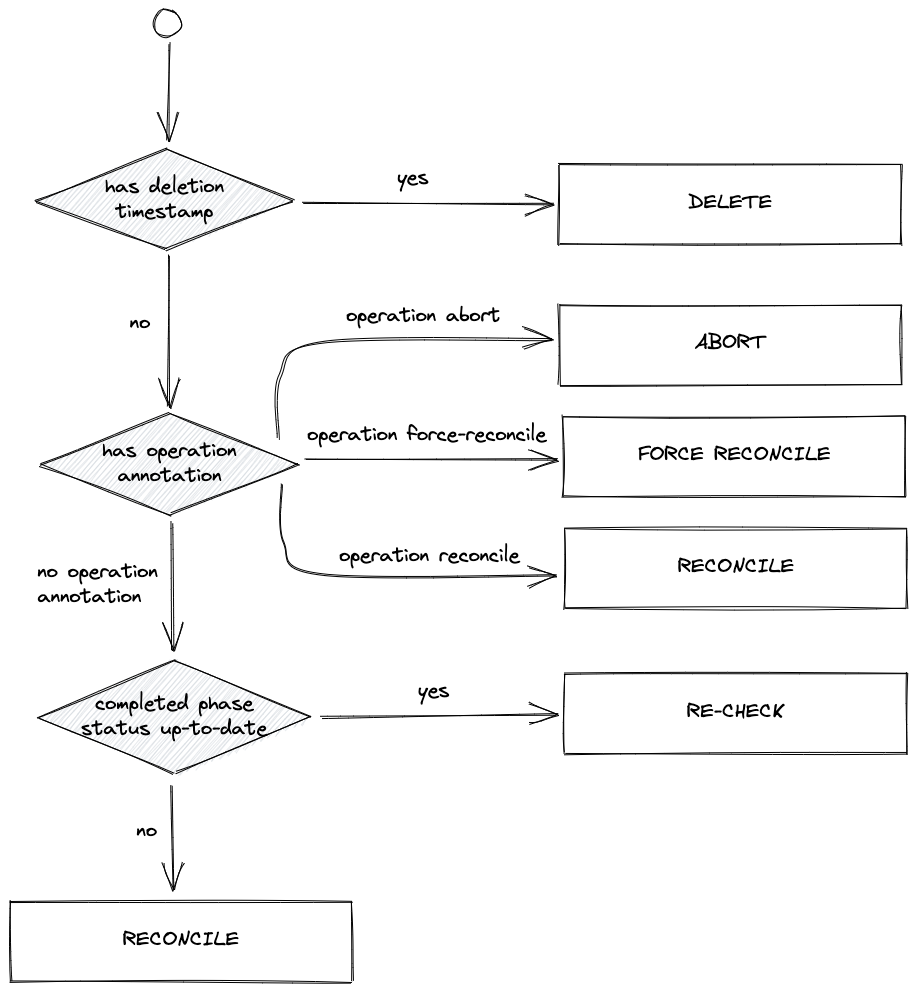 has deletion
timestamp
yes
DELETE
no
operation abort
ABORT
has operation
annotation
operation force-reconcile
FORCE RECONCILE
operation reconcile
RECONCILE
no operation
annotation
completed phase
status up-to-date
yes
RE-CHECK
no
RECONCILE